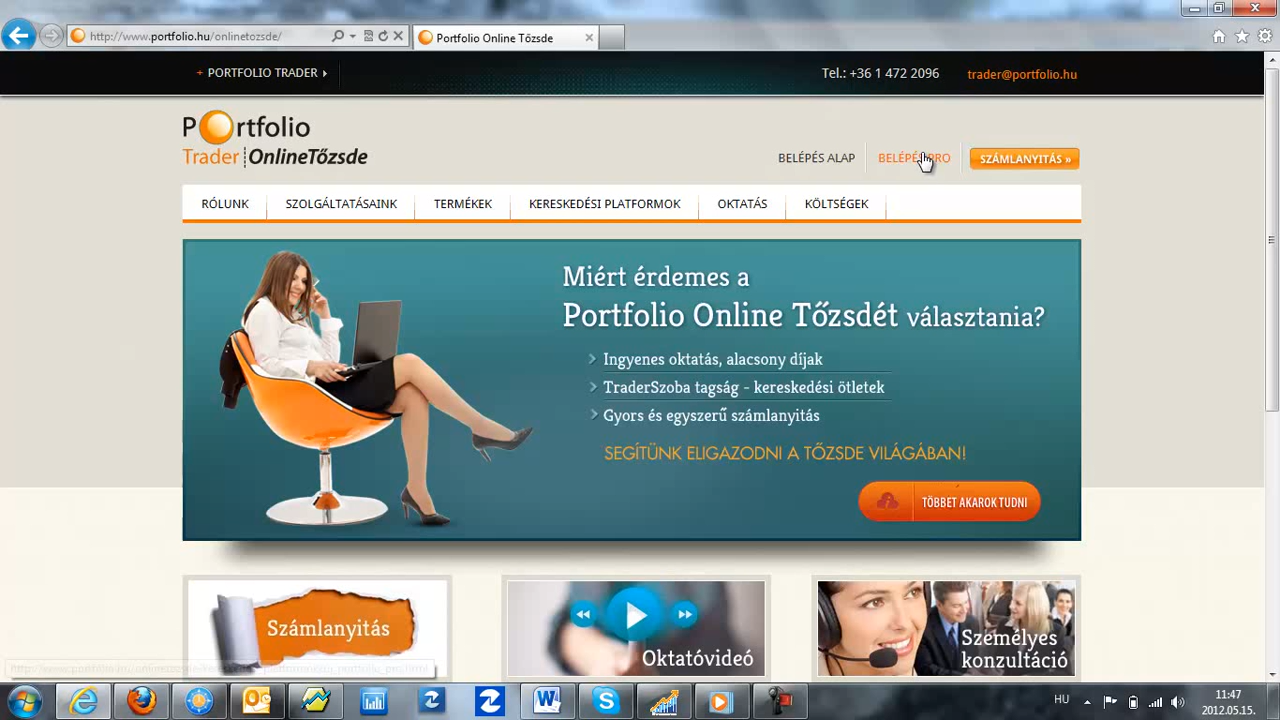 http://www.portfolio.hu/onlinetozsde/
Portfolio Online Tőzsde
+ PORTFOLIO TRADER
Tel.: +36 1 472 2096
trader@portfolio.hu
Portfolio
Trader OnlineTőzsde
BELÉPÉS ALAP
BELÉPÉS PRO
SZÁMLANYITÁS »
RÓLUNK
SZOLGÁLTATÁSAINK
TERMÉKEK
KERESKEDÉSI PLATFORMOK
OKTATÁS
KÖLTSÉGEK
Miért érdemes a
Portfolio Online Tőzsdét választania?
Ingyenes oktatás, alacsony díjak
TraderSzoba tagság - kereskedési ötletek
Gyors és egyszerű számlanyitás
SEGÍTÜNK ELIGAZODNI A TŐZSDE VILÁGÁBAN!
TÖBBET AKAROK TUDNI
Számlanyitás
Oktatóvideó
Személyes
konzultáció
HU
11:47
2012.05.15.